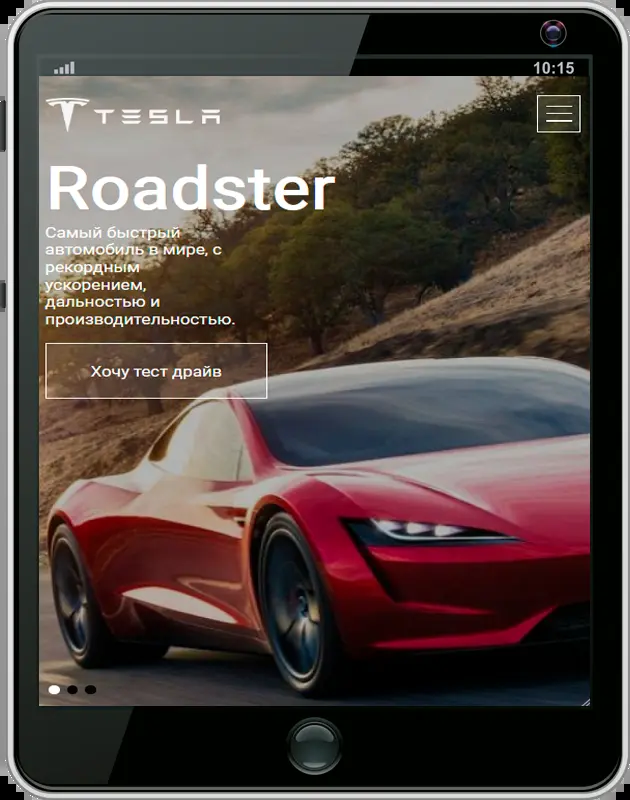 10:15
TESLA
Roadster
Самый быстрый
автомобиль в мире, с
рекордным
ускорением,
дальностью и
производительностью.
Хочу тест драйв